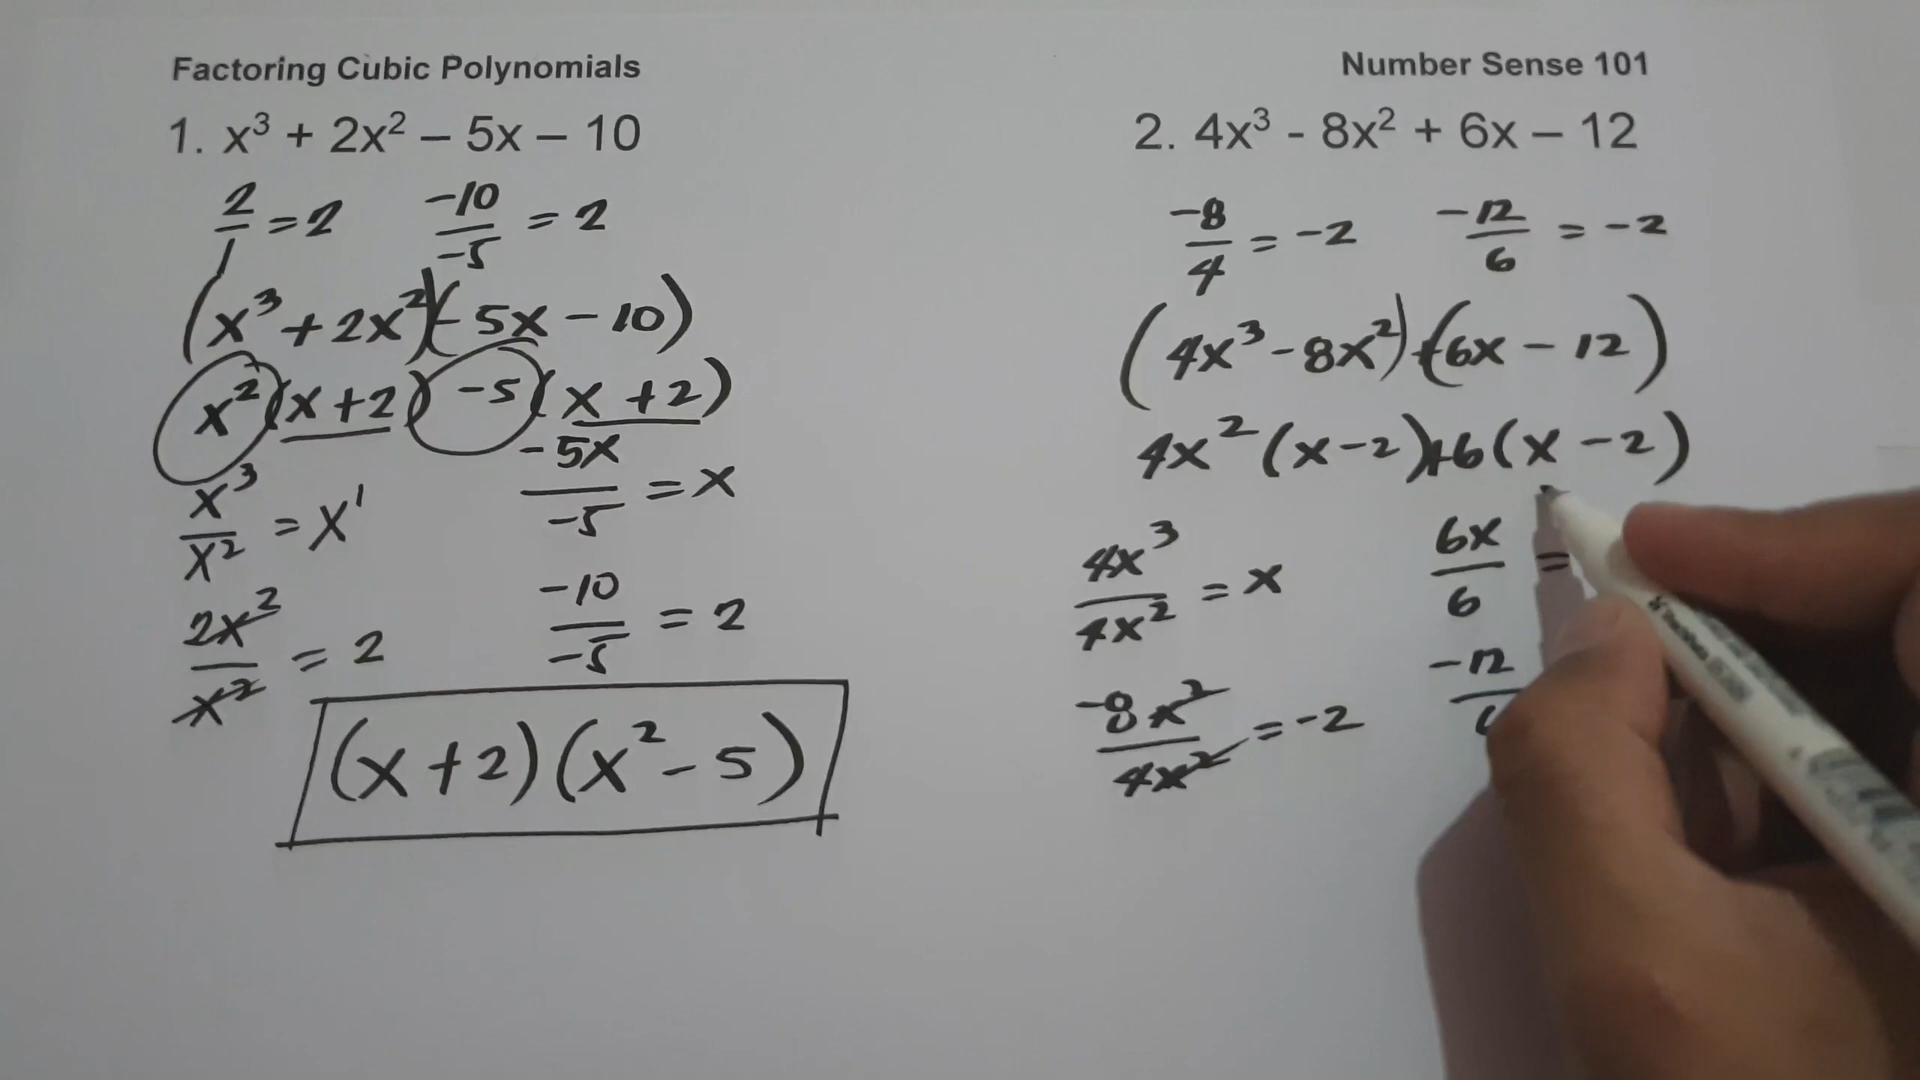 Factoring Cubic Polynomials
1. x³ + 2x² – 5x – 10
2/1 = 2   -10/-5 = 2
(x³ + 2x²)(- 5x - 10)
x² (x + 2) -5 (x + 2)
x³/x² = x¹   -5x/-5 = x
2x²/x² = 2   -10/-5 = 2
(x + 2)(x² - 5)
Number Sense 101
2. 4x³ - 8x² + 6x – 12
-8/4 = -2   -12/6 = -2
(4x³ - 8x²)+(6x - 12)
4x² (x - 2)+6(x - 2)
4x³/4x² = x   6x/6 =
-8x²/4x² = -2   -12